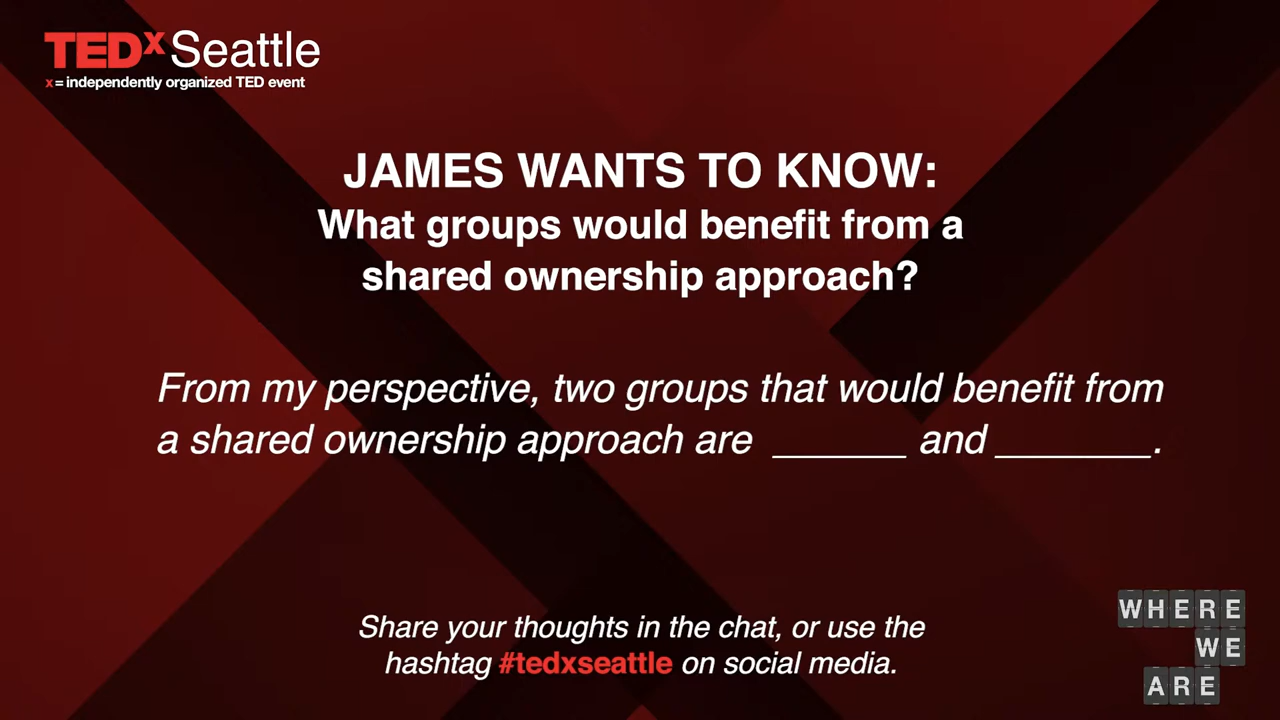 TEDxSeattle
x = independently organized TED event
JAMES WANTS TO KNOW:
What groups would benefit from a
shared ownership approach?
From my perspective, two groups that would benefit from
a shared ownership approach are ______ and _______.
Share your thoughts in the chat, or use the
hashtag #tedxseattle on social media.
WHERE
WE
ARE